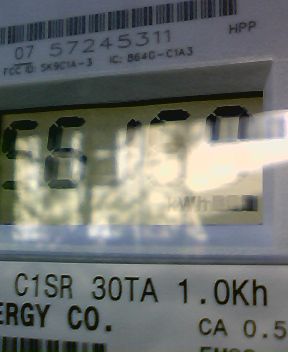 07 57245311
HPP
FCC ID: SK9C1A-3 IC: 864G-C1A3
kWh
C1SR 30TA 1.0Kh
ERGY CO.
CA 0.5